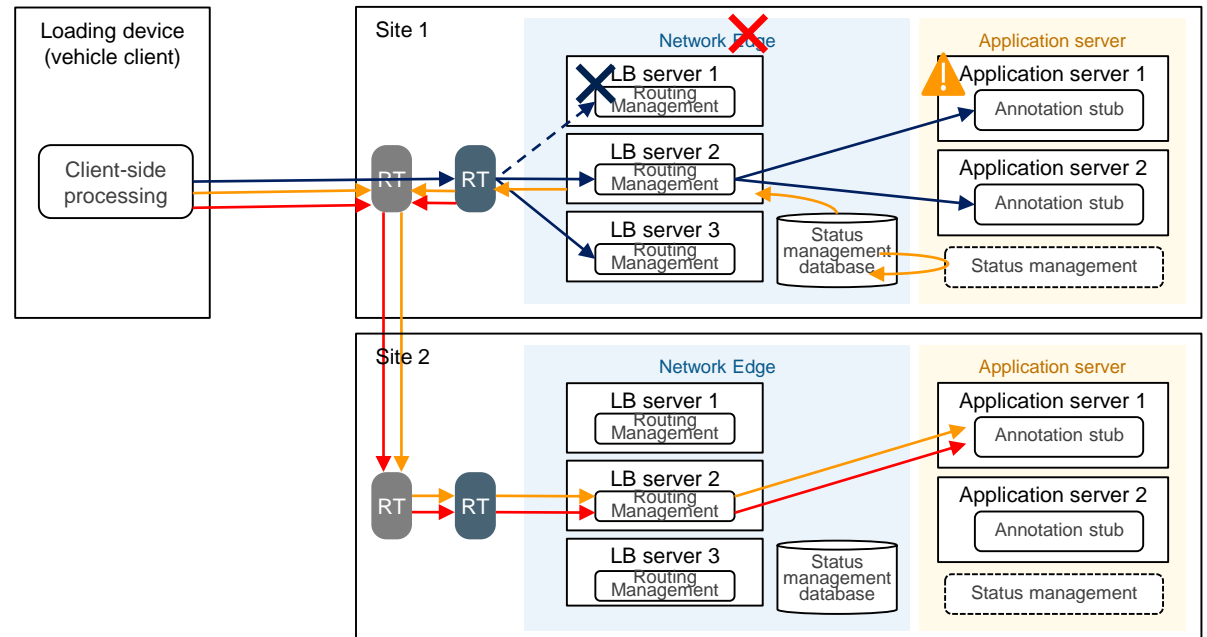 Loading device
(vehicle client)
Client-side
processing
Site 1
Network Edge
Application server
RT
RT
LB server 1
Routing
Management
LB server 2
Routing
Management
LB server 3
Routing
Management
Status
management
database
Application server 1
Annotation stub
Application server 2
Annotation stub
Status management
Site 2
Network Edge
Application server
RT
RT
LB server 1
Routing
Management
LB server 2
Routing
Management
LB server 3
Routing
Management
Status
management
database
Application server 1
Annotation stub
Application server 2
Annotation stub
Status management